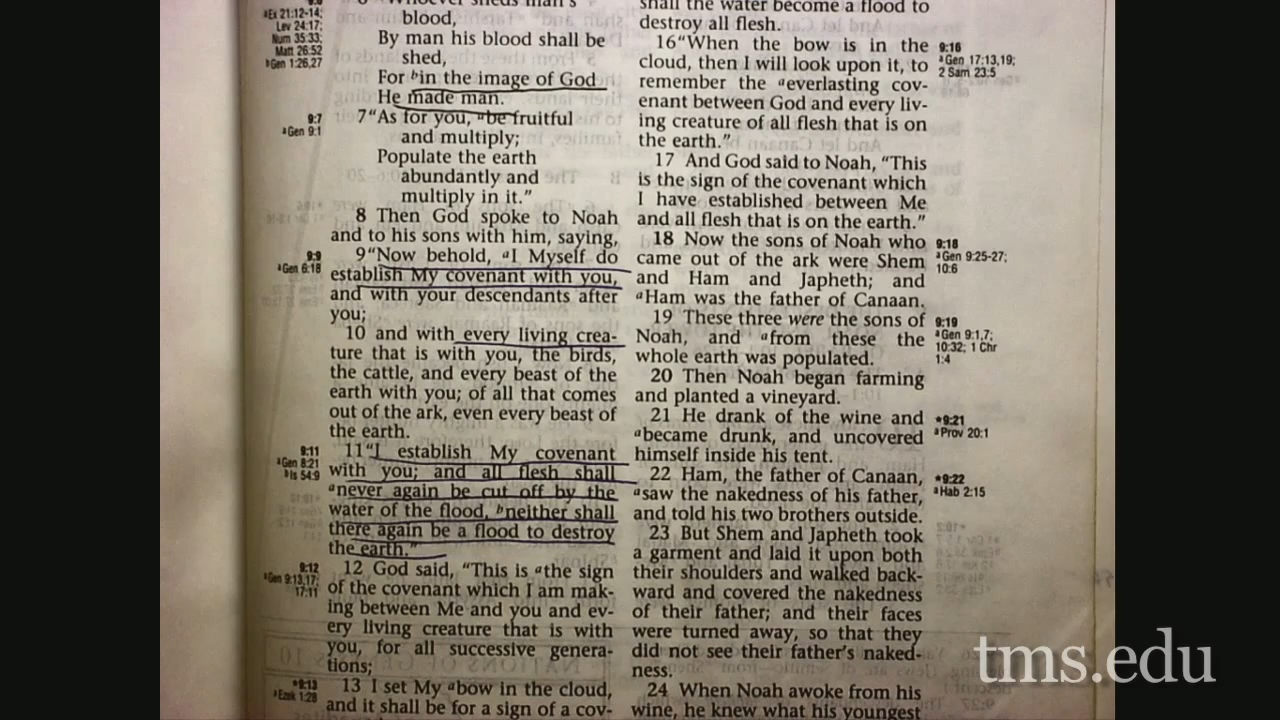 9:6
ªEx 21:12-14;
Lev 24:17;
Num 35:33;
Matt 26:52
ᵇGen 1:26,27
6 "Whoever sheds man's
blood,
By man his blood shall be
shed,
For ᵇin the image of God
He made man.
9:7
ªGen 9:1
7 "As for you, ªbe fruitful
and multiply;
Populate the earth
abundantly and
multiply in it."
8 Then God spoke to Noah
and to his sons with him, saying,
9:9
ªGen 6:18
9 "Now behold, ªI Myself do
establish My covenant with you,
and with your descendants after
you;
10 and with every living crea-
ture that is with you, the birds,
the cattle, and every beast of the
earth with you; of all that comes
out of the ark, even every beast of
the earth.
9:11
ªGen 8:21
ᵇIs 54:9
11 "I establish My covenant
with you; and all flesh shall
ªnever again be cut off by the
water of the flood, ᵇneither shall
there again be a flood to destroy
the earth."
9:12
ªGen 9:13,17;
17:11
12 God said, "This is ªthe sign
of the covenant which I am mak-
ing between Me and you and ev-
ery living creature that is with
you, for all successive genera-
tions;
*9:13
ªEzek 1:28
13 I set My ªbow in the cloud,
and it shall be for a sign of a cov-
shall the water become a flood to
destroy all flesh.
16 "When the bow is in the
cloud, then I will look upon it, to
remember the ªeverlasting cov-
enant between God and every liv-
ing creature of all flesh that is on
the earth."
9:16
ªGen 17:13,19;
2 Sam 23:5
17 And God said to Noah, "This
is the sign of the covenant which
I have established between Me
and all flesh that is on the earth."
18 Now the sons of Noah who
came out of the ark were Shem
and Ham and Japheth; and
ªHam was the father of Canaan.
9:18
ªGen 9:25-27;
10:6
19 These three were the sons of
Noah, and ªfrom these the
whole earth was populated.
9:19
ªGen 9:1,7;
10:32; 1 Chr
1:4
20 Then Noah began farming
and planted a vineyard.
21 He drank of the wine and
ªbecame drunk, and uncovered
himself inside his tent.
*9:21
ªProv 20:1
22 Ham, the father of Canaan,
ªsaw the nakedness of his father,
and told his two brothers outside.
*9:22
ªHab 2:15
23 But Shem and Japheth took
a garment and laid it upon both
their shoulders and walked back-
ward and covered the nakedness
of their father; and their faces
were turned away, so that they
did not see their father's naked-
ness.
24 When Noah awoke from his
wine, he knew what his youngest
tms.edu